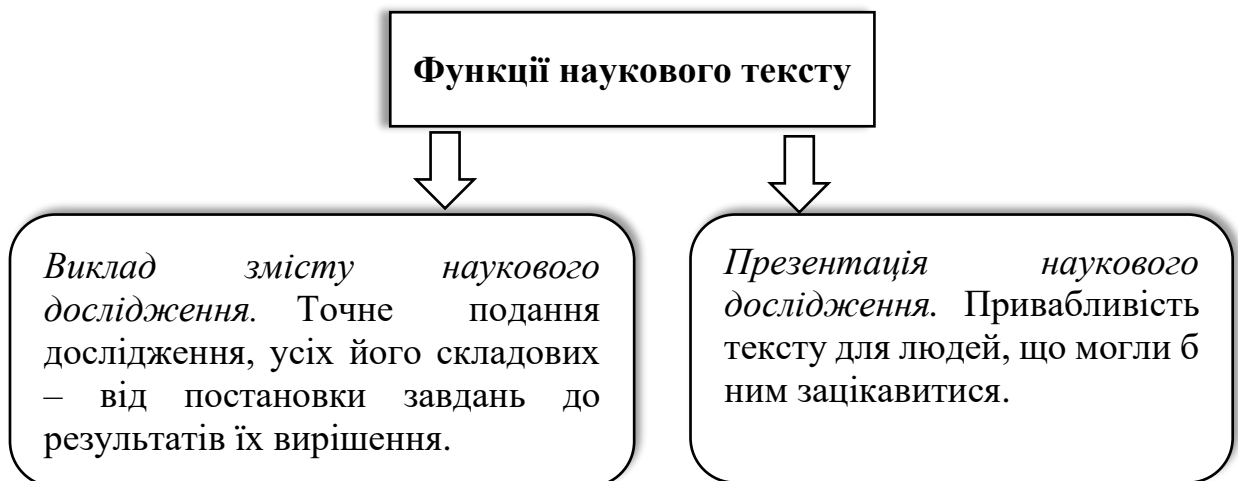 Функції наукового тексту
Виклад змісту наукового
дослідження. Точне подання
дослідження, усіх його складових
– від постановки завдань до
результатів їх вирішення.
Презентація наукового
дослідження. Привабливість
тексту для людей, що могли б
ним зацікавитися.